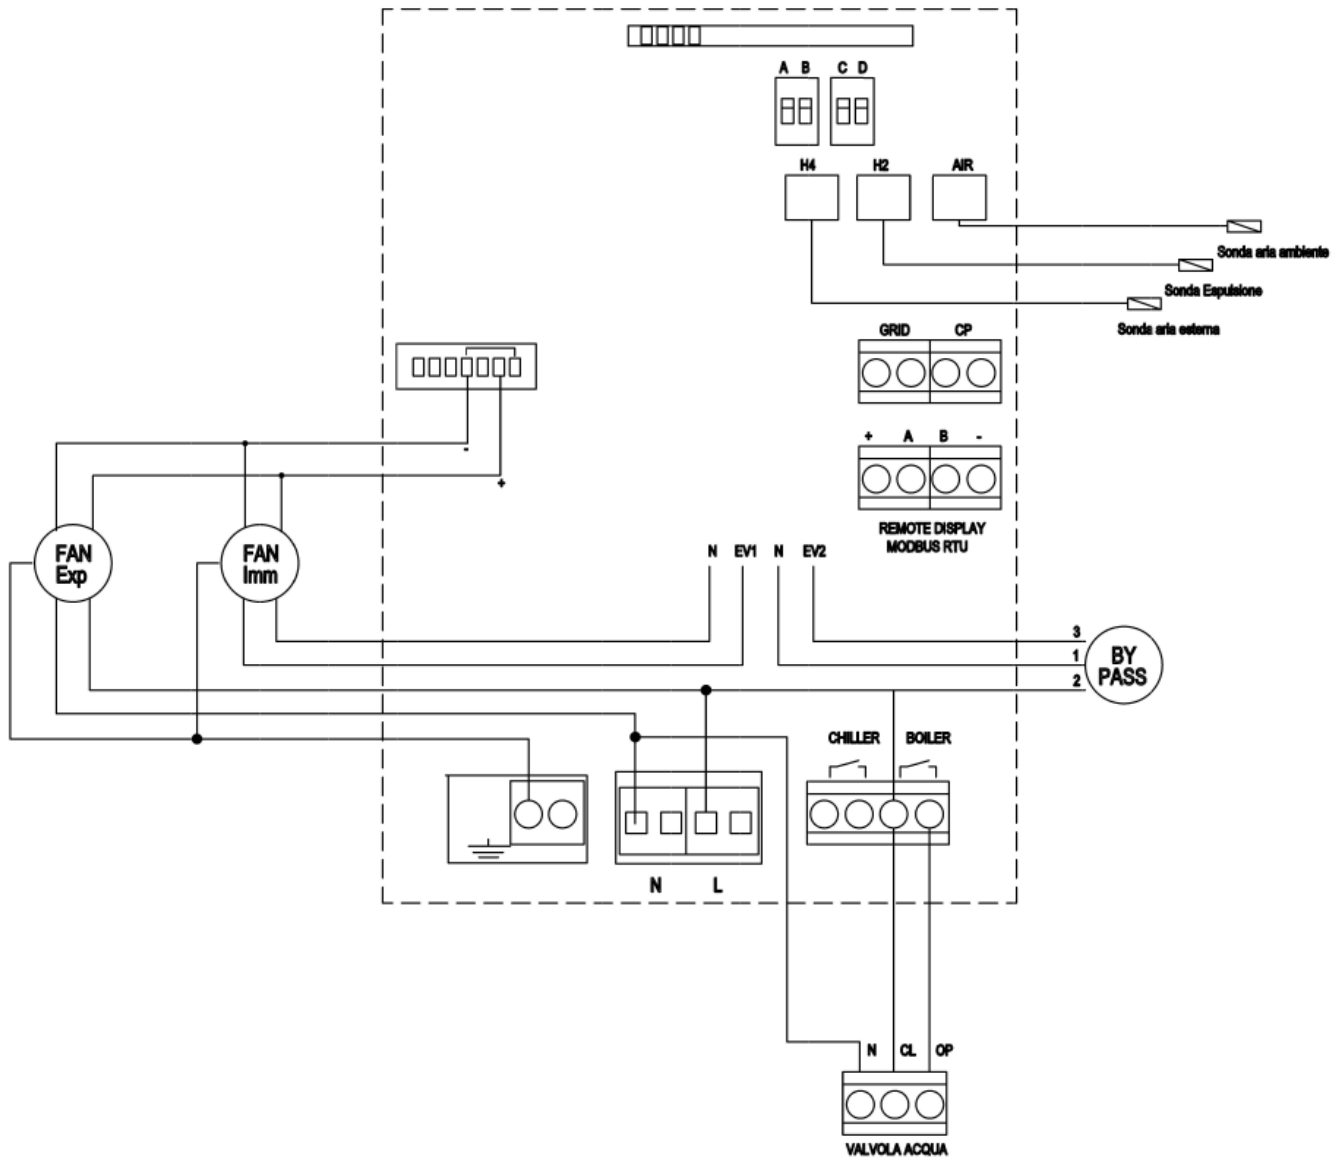 A B C D
H4 H2 AIR
Sonda aria ambiente
Sonda Espulsione
Sonda aria esterna
GRID CP
+ A B -
REMOTE DISPLAY
MODBUS RTU
-
+
FAN
Exp
FAN
Imm
N EV1 N EV2
3
1
2
BY
PASS
CHILLER BOILER
N L
N CL OP
VALVOLA ACQUA